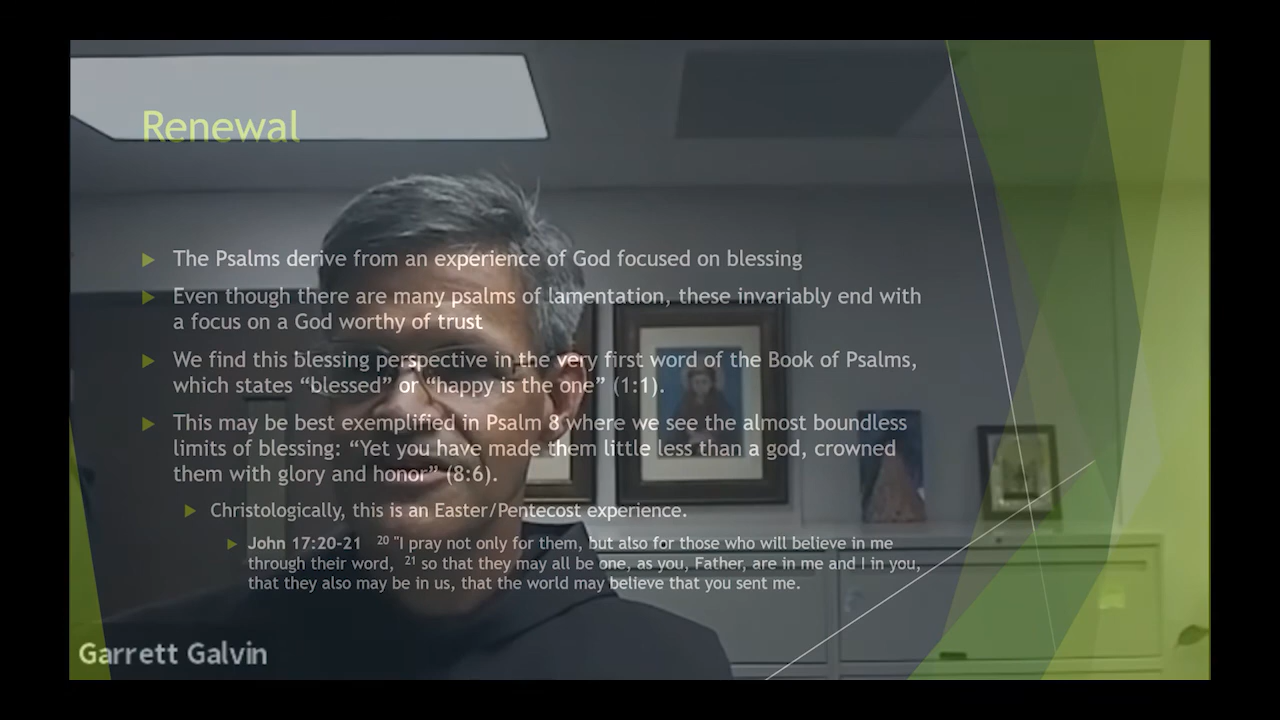 Renewal
The Psalms derive from an experience of God focused on blessing
Even though there are many psalms of lamentation, these invariably end with
a focus on a God worthy of trust
We find this blessing perspective in the very first word of the Book of Psalms,
which states “blessed” or “happy is the one” (1:1).
This may be best exemplified in Psalm 8 where we see the almost boundless
limits of blessing: “Yet you have made them little less than a god, crowned
them with glory and honor” (8:6).
Christologically, this is an Easter/Pentecost experience.
John 17:20-21 20 "I pray not only for them, but also for those who will believe in me
through their word, 21 so that they may all be one, as you, Father, are in me and I in you,
that they also may be in us, that the world may believe that you sent me.
Garrett Galvin